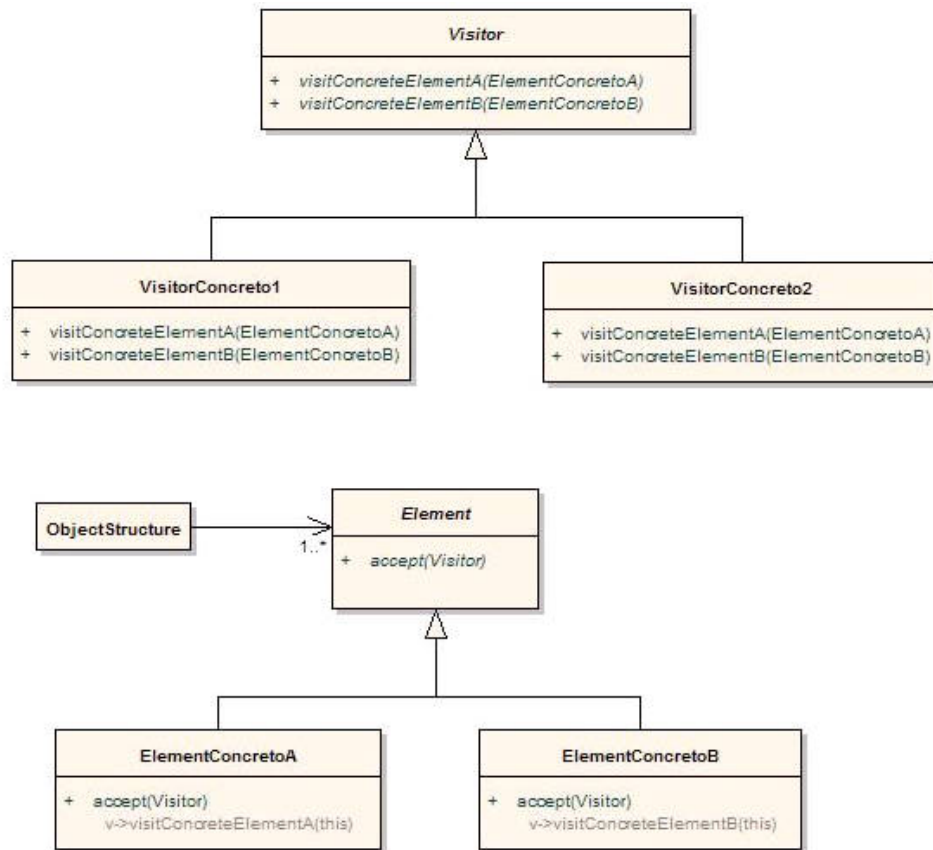 Visitor
+ visitConcreteElementA(ElementConcretoA)
+ visitConcreteElementB(ElementConcretoB)
VisitorConcreto1
+ visitConcreteElementA(ElementConcretoA)
+ visitConcreteElementB(ElementConcretoB)
VisitorConcreto2
+ visitConcreteElementA(ElementConcretoA)
+ visitConcreteElementB(ElementConcretoB)
ObjectStructure
1..*
Element
+ accept(Visitor)
ElementConcretoA
+ accept(Visitor)
v->visitConcreteElementA(this)
ElementConcretoB
+ accept(Visitor)
v->visitConcreteElementB(this)